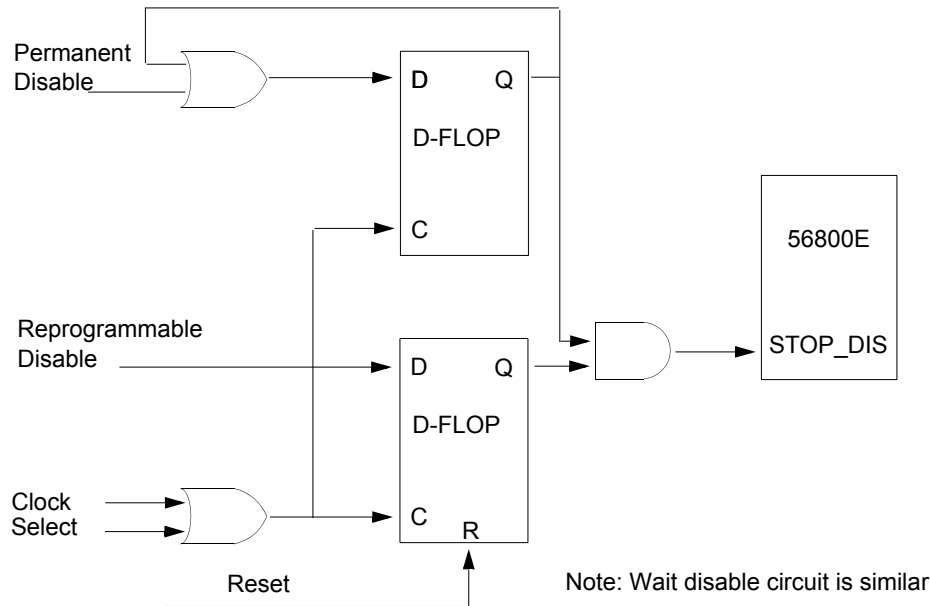 Permanent
Disable
D Q
D-FLOP
C
56800E
STOP_DIS
Reprogrammable
Disable
D Q
D-FLOP
C
R
Clock
Select
Reset
Note: Wait disable circuit is similar